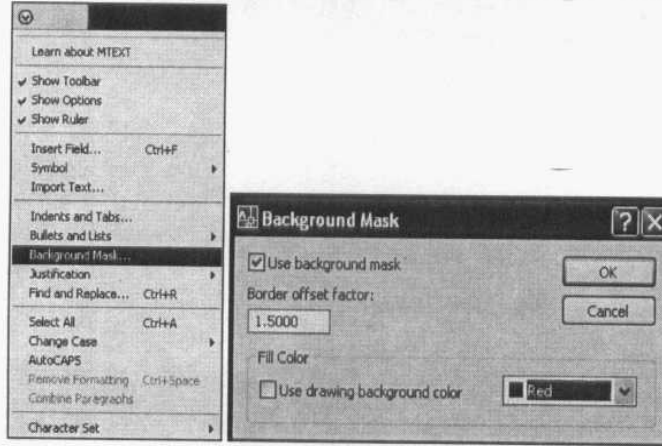 Learn about MTEXT
Show Toolbar
Show Options
Show Ruler
Insert Field... Ctrl+F
Symbol
Import Text...
Indents and Tabs...
Bullets and Lists
Background Mask...
Justification
Find and Replace... Ctrl+R
Select All Ctrl+A
Change Case
AutoCAPS
Remove Formatting Ctrl+Space
Combine Paragraphs
Character Set
Background Mask
Use background mask
OK
Border offset factor:
Cancel
1.5000
Fill Color
Use drawing background color Red